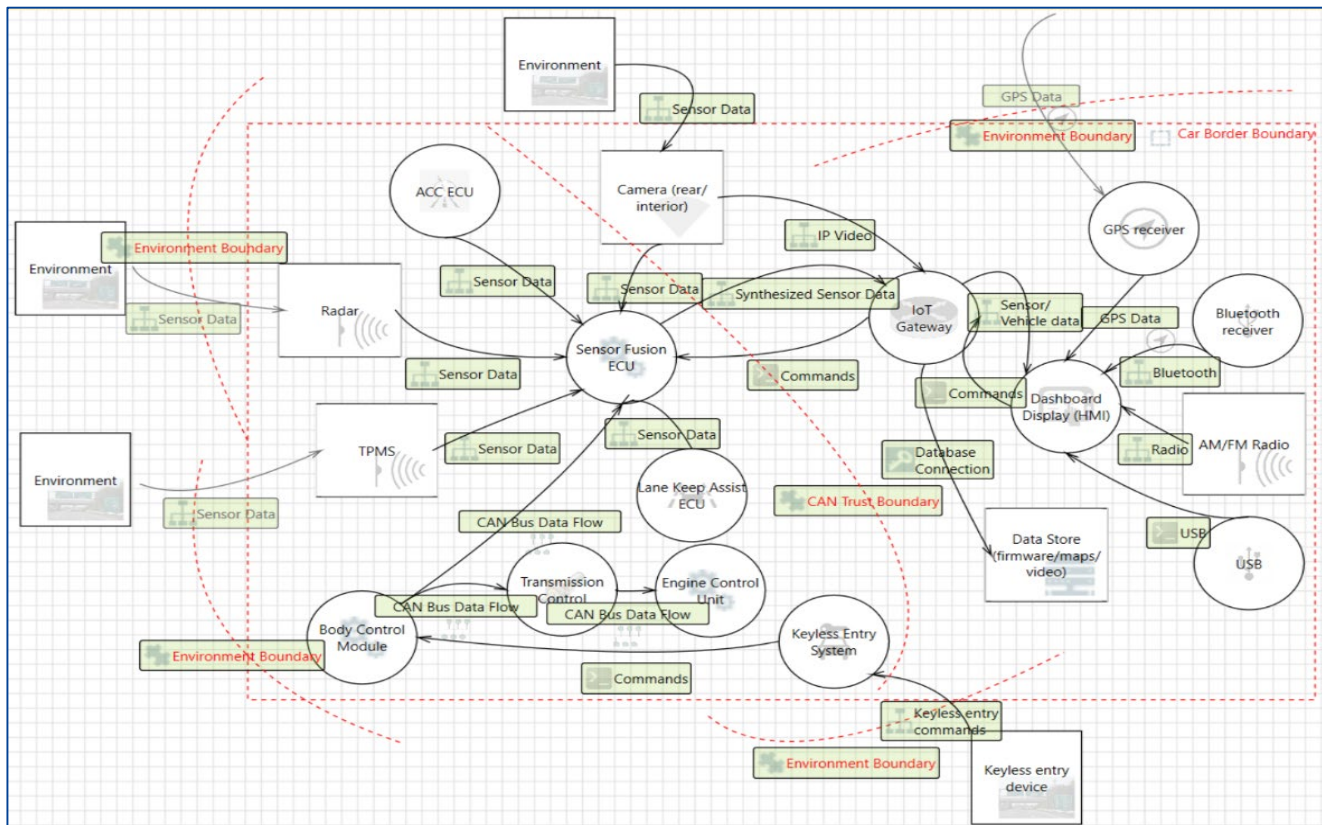 Environment
Sensor Data
GPS Data
Environment Boundary
Car Border Boundary
ACC ECU
Camera (rear/
interior)
GPS receiver
Environment Boundary
Environment
IP Video
Sensor Data
Sensor Data
Synthesized Sensor Data
Radar
Sensor Data
IoT
Gateway
Sensor/
Vehicle data
GPS Data
Bluetooth
receiver
Sensor Fusion
ECU
Sensor Data
Commands
Bluetooth
Commands
Dashboard
Display (HMI)
TPMS
Sensor Data
Sensor Data
Radio
AM/FM Radio
Environment
Database
Connection
Lane Keep Assist
ECU
CAN Trust Boundary
Sensor Data
CAN Bus Data Flow
USB
Data Store
(firmware/maps/
video)
USB
Transmission
Control
Engine Control
Unit
CAN Bus Data Flow
CAN Bus Data Flow
Body Control
Module
Keyless Entry
System
Environment Boundary
Commands
Keyless entry
commands
Environment Boundary
Keyless entry
device